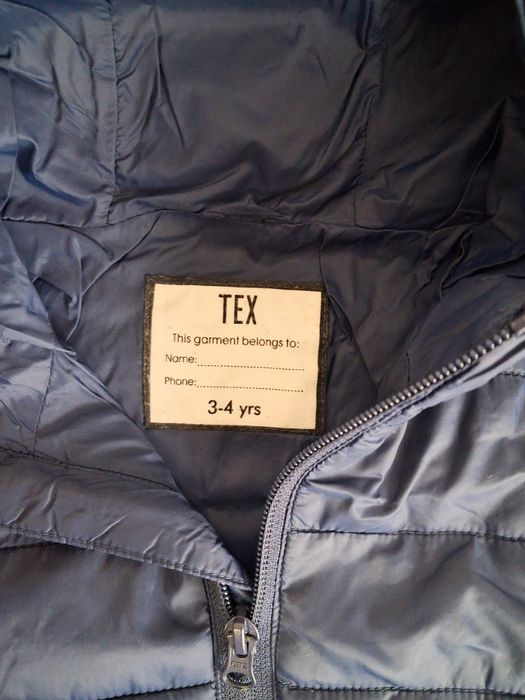 TEX
This garment belongs to:
Name:
Phone:
3-4 yrs